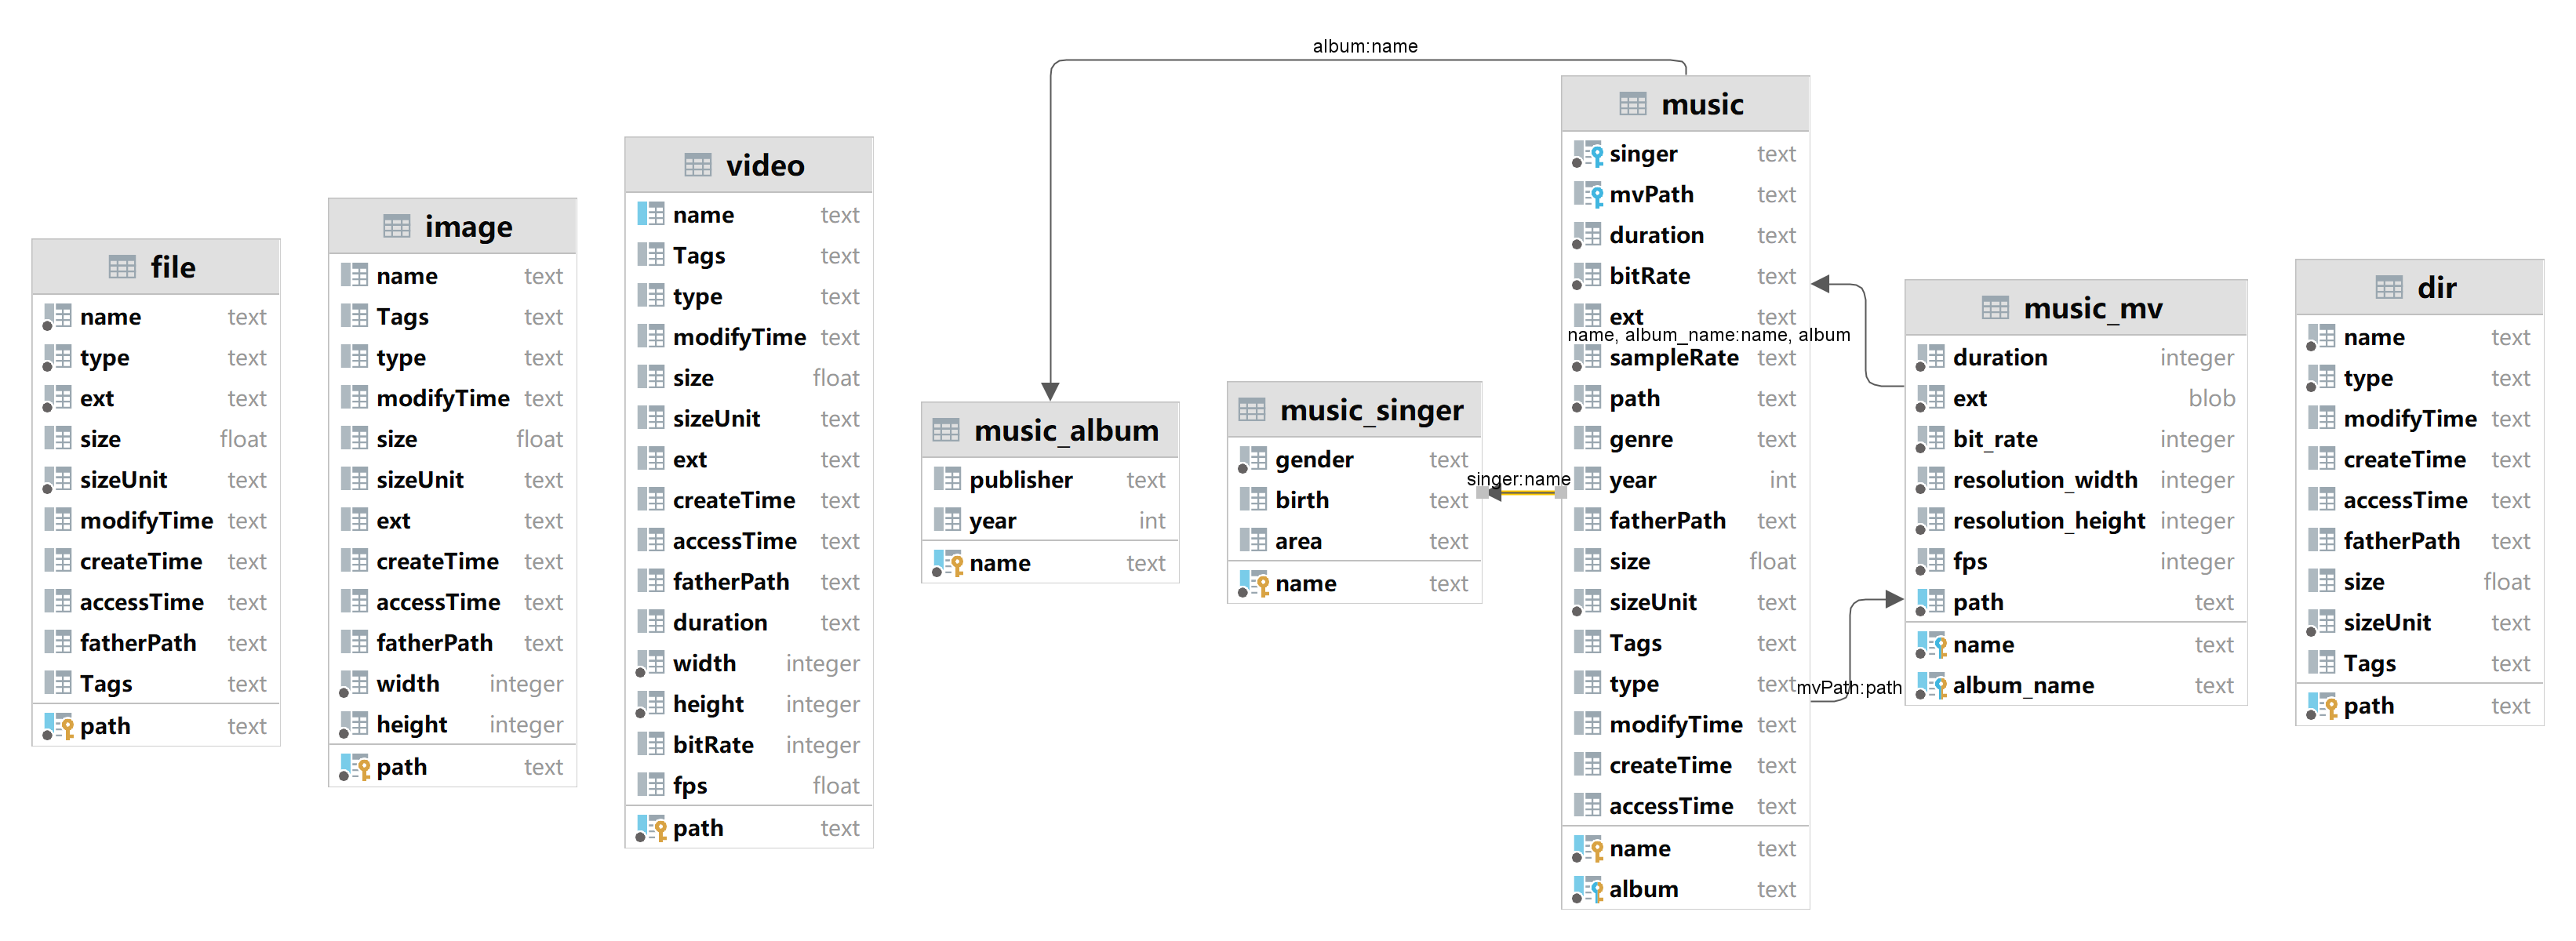 file
name text
type text
ext text
size float
sizeUnit text
modifyTime text
createTime text
accessTime text
fatherPath text
Tags text
path text
image
name text
Tags text
type text
modifyTime text
size float
sizeUnit text
ext text
createTime text
accessTime text
fatherPath text
width integer
height integer
path text
video
name text
Tags text
type text
modifyTime text
size float
sizeUnit text
ext text
createTime text
accessTime text
fatherPath text
duration text
width integer
height integer
bitRate integer
fps float
path text
album:name
music_album
publisher text
year int
name text
music_singer
gender text
birth text
area text
name text
singer:name
music
singer text
mvPath text
duration text
bitRate text
ext text
name, album_name:name, album
sampleRate text
path text
genre text
year int
fatherPath text
size float
sizeUnit text
Tags text
type text
modifyTime text
createTime text
accessTime text
name text
album text
mvPath:path
music_mv
duration integer
ext blob
bit_rate integer
resolution_width integer
resolution_height integer
fps integer
path text
name text
album_name text
dir
name text
type text
modifyTime text
createTime text
accessTime text
fatherPath text
size float
sizeUnit text
Tags text
path text